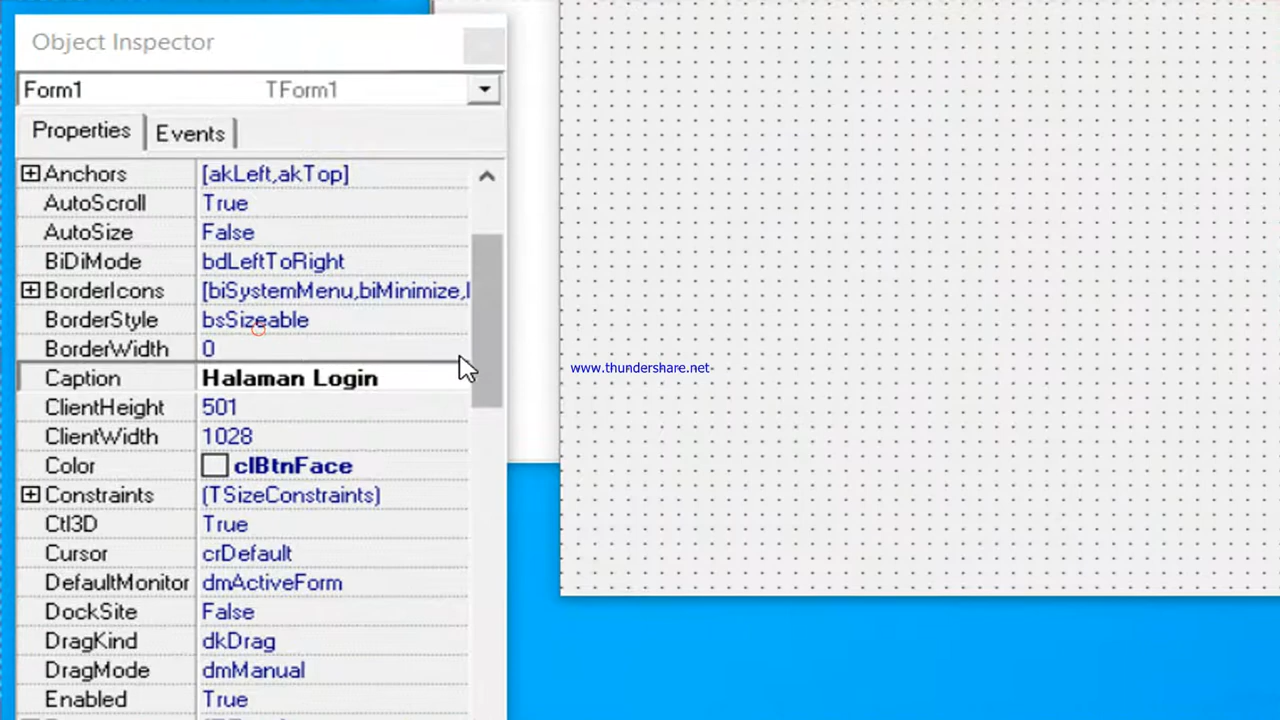 Object Inspector
Form1 TForm1
Properties Events
Anchors [akLeft,akTop]
AutoScroll True
AutoSize False
BiDiMode bdLeftToRight
BorderIcons [biSystemMenu,biMinimize,
BorderStyle bsSizeable
BorderWidth 0
Caption Halaman Login
ClientHeight 501
ClientWidth 1028
Color clBtnFace
Constraints (TSizeConstraints)
Ctl3D True
Cursor crDefault
DefaultMonitor dmActiveForm
DockSite False
DragKind dkDrag
DragMode dmManual
Enabled True
www.thundershare.net